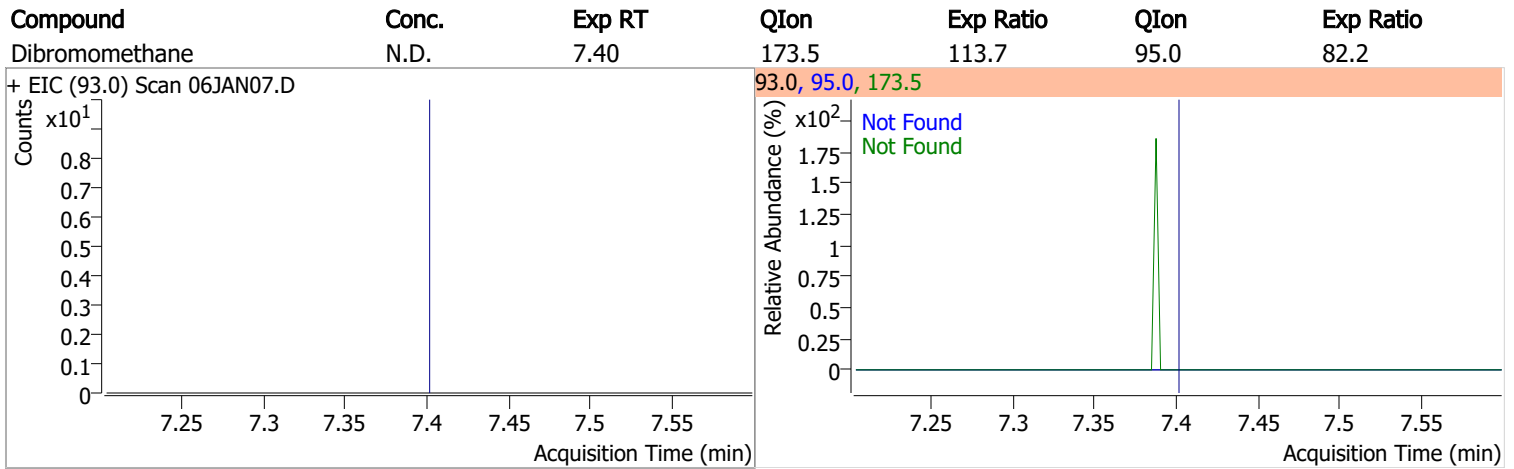 Compound Conc. Exp RT QIon Exp Ratio QIon Exp Ratio
Dibromomethane N.D. 7.40 173.5 113.7 95.0 82.2
+ EIC (93.0) Scan 06JAN07.D
Counts
x10¹
0.8
0.7
0.6
0.5
0.4
0.3
0.2
0.1
0
7.25 7.3 7.35 7.4 7.45 7.5 7.55
Acquisition Time (min)
93.0, 95.0, 173.5
Relative Abundance (%)
x10²
Not Found
Not Found
1.75
1.5
1.25
1
0.75
0.5
0.25
0
7.25 7.3 7.35 7.4 7.45 7.5 7.55
Acquisition Time (min)